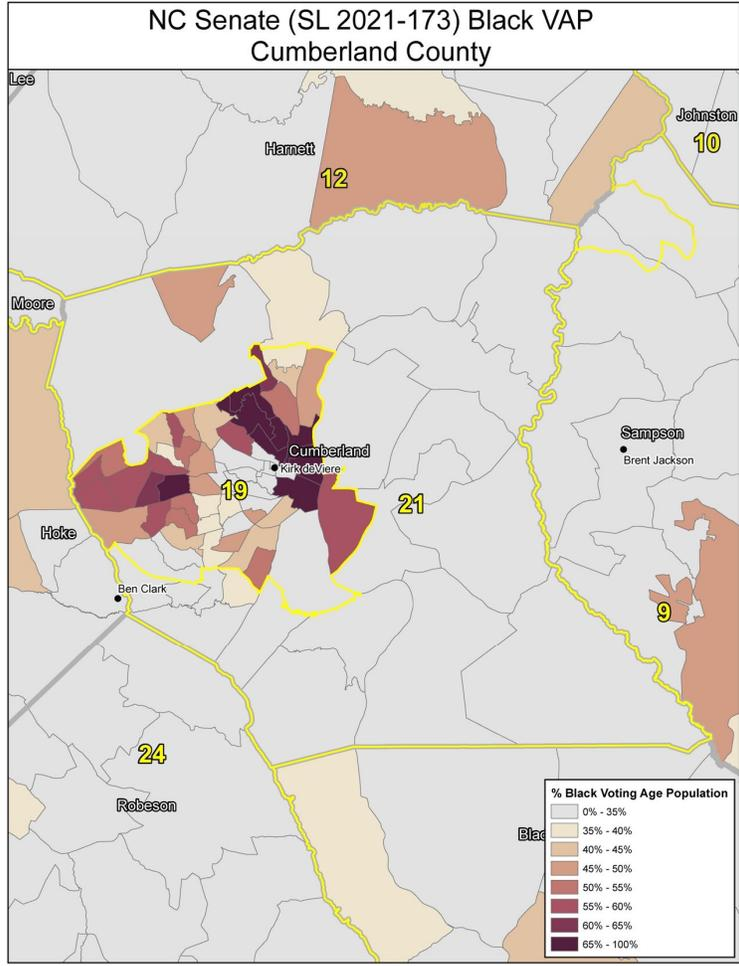 NC Senate (SL 2021-173) Black VAP
Cumberland County
Lee
Johnston
10
Harnett
12
Moore
Cumberland
Kirk deViere
Sampson
Brent Jackson
19
21
Hoke
Ben Clark
9
24
Robeson
% Black Voting Age Population
0% - 35%
35% - 40%
40% - 45%
45% - 50%
50% - 55%
55% - 60%
60% - 65%
65% - 100%